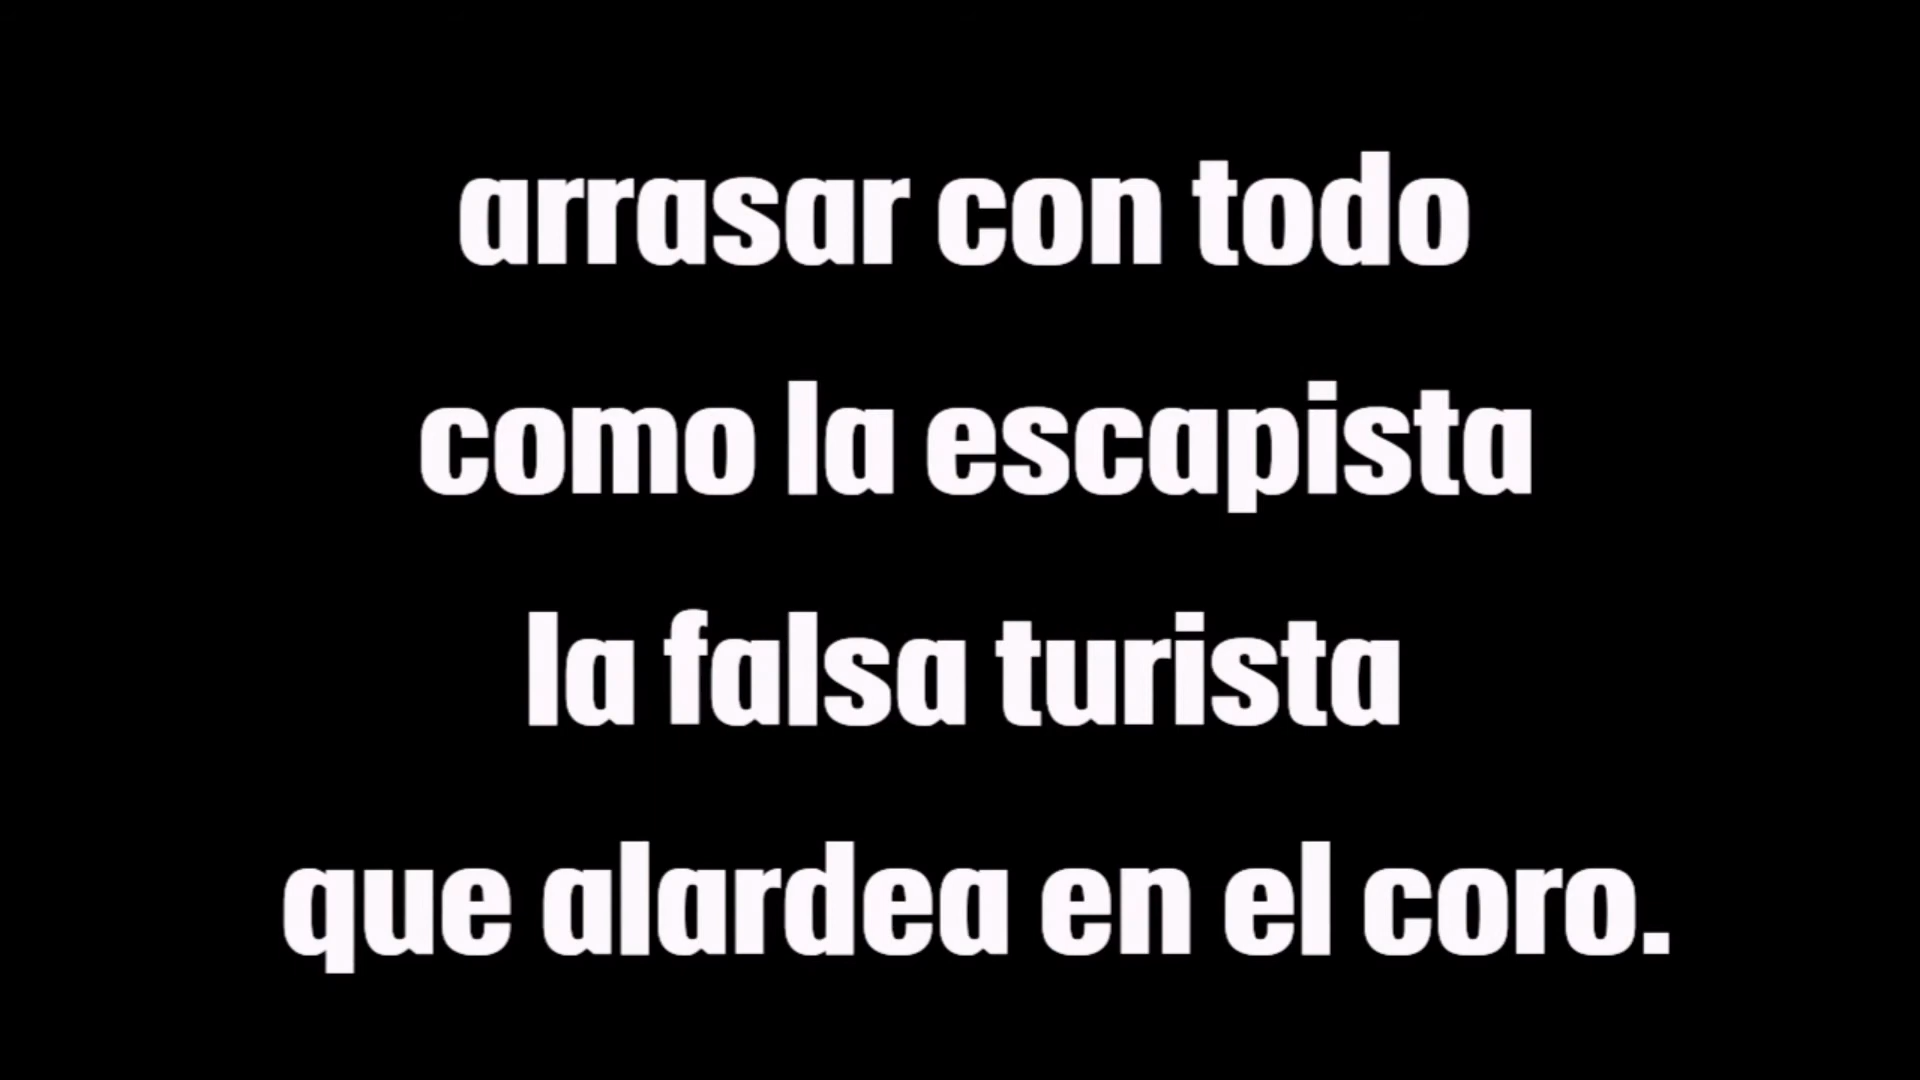 arrasar con todo
como la escapista
la falsa turista
que alardea en el coro.